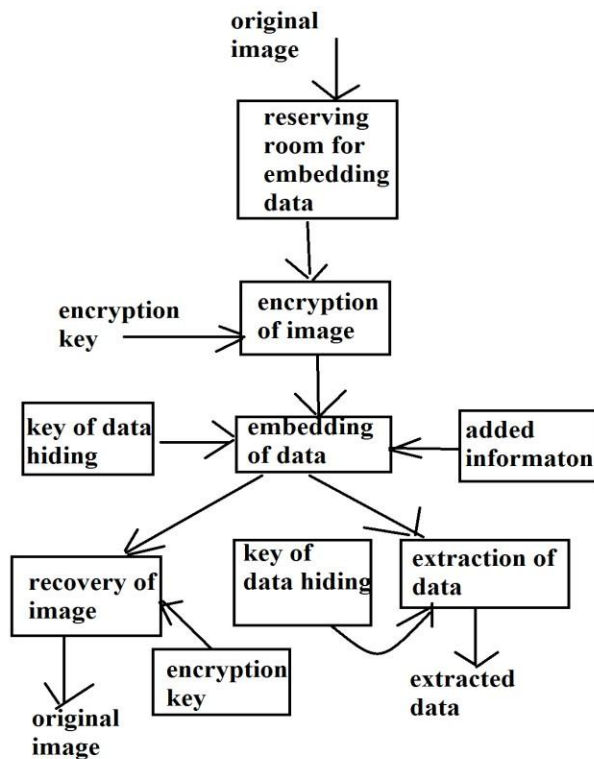 original
image
reserving
room for
embedding
data
encryption
key
encryption
of image
key of data
hiding
embedding
of data
added
informaton
recovery of
image
key of
data hiding
extraction of
data
encryption
key
original
image
extracted
data